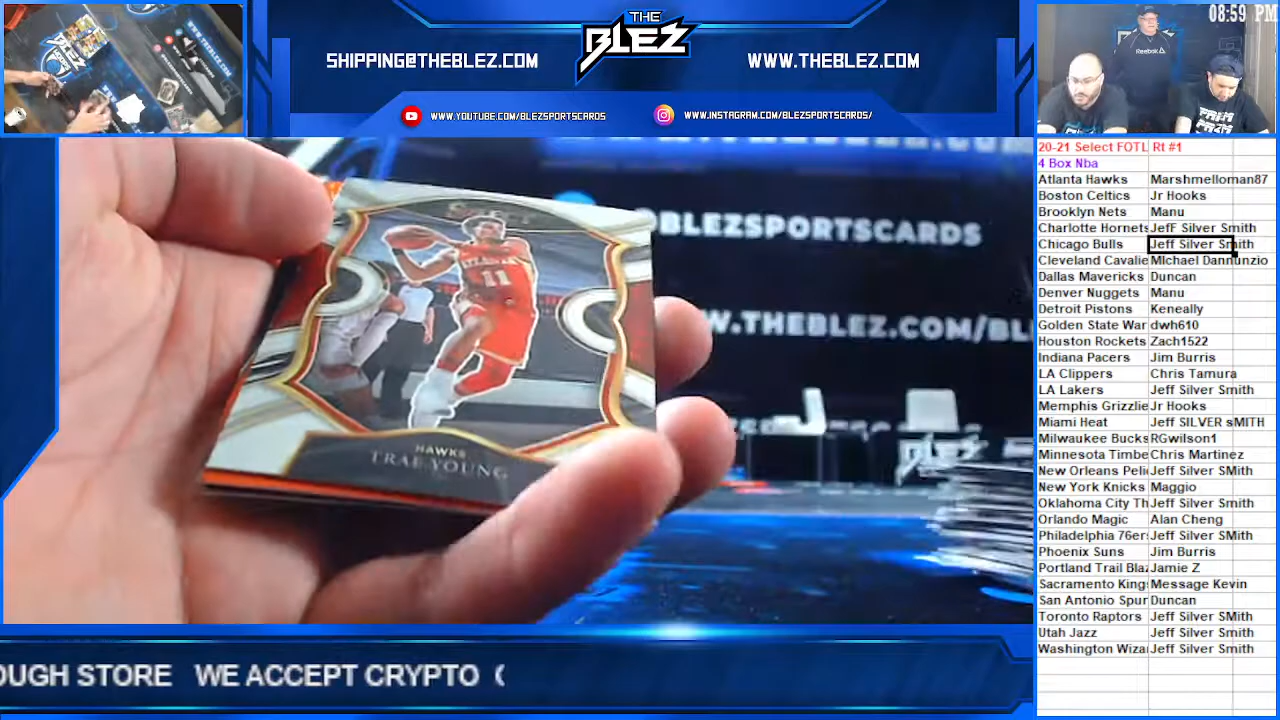 08:59 PM
THE
BLEZ
SHIPPING@THEBLEZ.COM
WWW.THEBLEZ.COM
WWW.YOUTUBE.COM/BLEZSPORTSCARDS
WWW.INSTAGRAM.COM/BLEZSPORTSCARDS/
Reebok
@BLEZSPORTSCARDS
W.THEBLEZ.COM/BL
SELECT
ATLANTA
11
HAWKS
TRAE YOUNG
20-21 Select FOTL Rt #1
4 Box Nba
Atlanta Hawks Marshmelloman87
Boston Celtics Jr Hooks
Brooklyn Nets Manu
Charlotte Hornets JefF Silver Smith
Chicago Bulls Jeff Silver Smith
Cleveland Cavalie MIchael Dannunzio
Dallas Mavericks Duncan
Denver Nuggets Manu
Detroit Pistons Keneally
Golden State War dwh610
Houston Rockets Zach1522
Indiana Pacers Jim Burris
LA Clippers Chris Tamura
LA Lakers Jeff Silver Smith
Memphis Grizzlie Jr Hooks
Miami Heat Jeff SILVER sMITH
Milwaukee Bucks RGwilson1
Minnesota Timbe Chris Martinez
New Orleans Peli Jeff Silver SMith
New York Knicks Maggio
Oklahoma City Th Jeff Silver Smith
Orlando Magic Alan Cheng
Philadelphia 76er Jeff Silver SMith
Phoenix Suns Jim Burris
Portland Trail Bla Jamie Z
Sacramento King Message Kevin
San Antonio Spur Duncan
Toronto Raptors Jeff Silver SMith
Utah Jazz Jeff Silver Smith
Washington Wiza Jeff Silver Smith
OUGH STORE WE ACCEPT CRYPTO